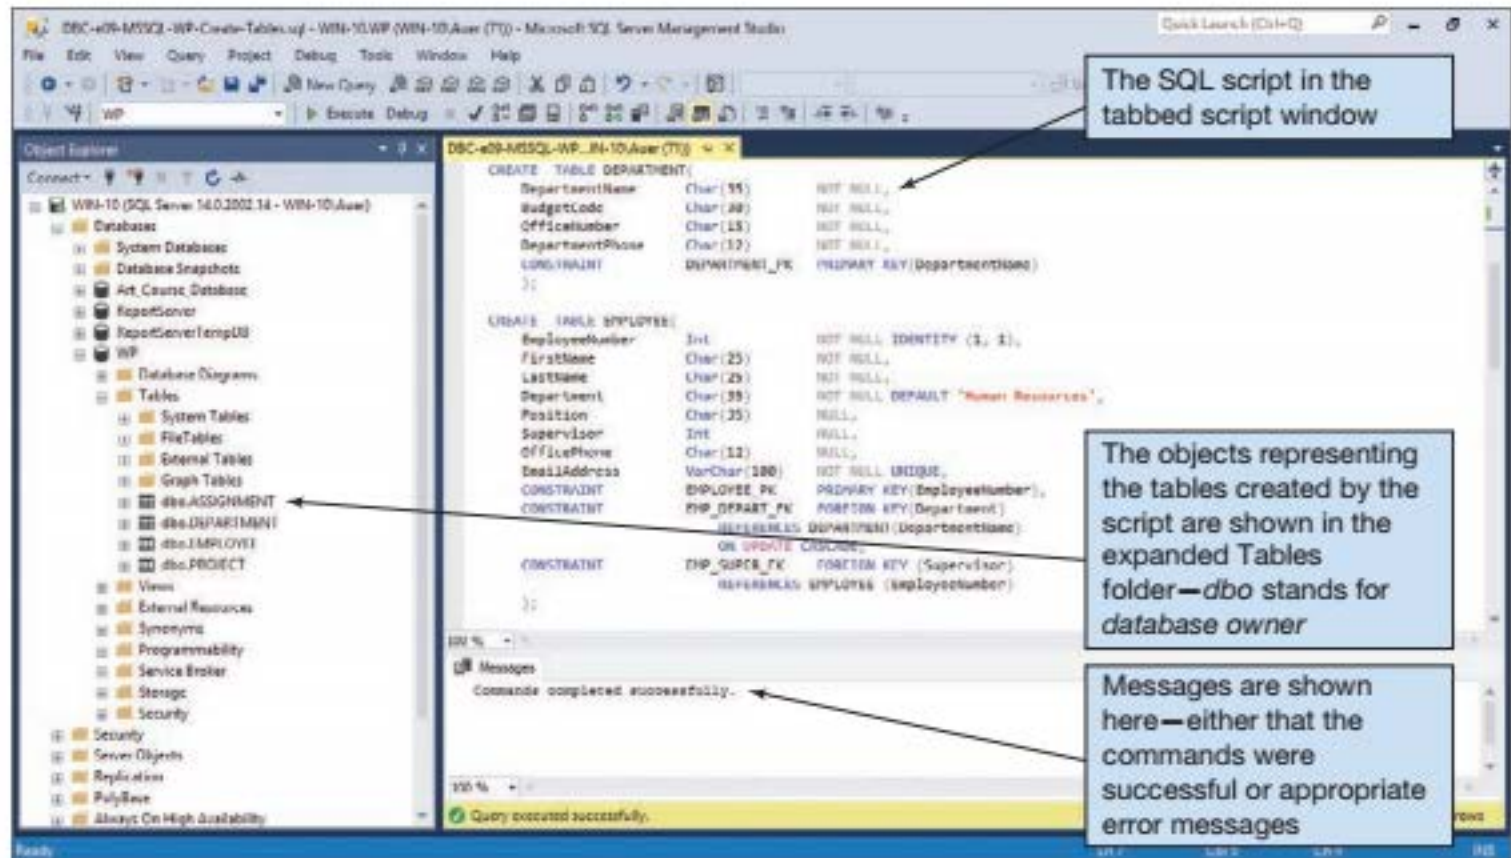 DBC-e09-MSSQL-WP-Create-Tables.sql - WIN-10.WP (WIN-10\Auer (71)) - Microsoft SQL Server Management Studio
Quick Launch (Ctrl+Q)
File Edit View Query Project Debug Tools Window Help
New Query
WP
Execute Debug
The SQL script in the
tabbed script window
Object Explorer
Connect
WIN-10 (SQL Server 14.0.2002.14 - WIN-10\Auer)
Databases
System Databases
Database Snapshots
Art_Course_Database
ReportServer
ReportServerTempDB
WP
Database Diagrams
Tables
System Tables
FileTables
External Tables
Graph Tables
dbo.ASSIGNMENT
dbo.DEPARTMENT
dbo.EMPLOYEE
dbo.PROJECT
Views
External Resources
Synonyms
Programmability
Service Broker
Storage
Security
Security
Server Objects
Replication
PolyBase
Always On High Availability
DBC-e09-MSSQL-WP...IN-10\Auer (71))
CREATE TABLE DEPARTMENT(
DepartmentName Char(35) NOT NULL,
BudgetCode Char(30) NOT NULL,
OfficeNumber Char(15) NOT NULL,
DepartmentPhone Char(12) NOT NULL,
CONSTRAINT DEPARTMENT_PK PRIMARY KEY(DepartmentName)
);
CREATE TABLE EMPLOYEE(
EmployeeNumber Int NOT NULL IDENTITY (1, 1),
FirstName Char(25) NOT NULL,
LastName Char(25) NOT NULL,
Department Char(35) NOT NULL DEFAULT 'Human Resources',
Position Char(35) NULL,
Supervisor Int NULL,
OfficePhone Char(12) NULL,
EmailAddress VarChar(100) NOT NULL UNIQUE,
CONSTRAINT EMPLOYEE_PK PRIMARY KEY(EmployeeNumber),
CONSTRAINT EMP_DEPART_FK FOREIGN KEY(Department)
REFERENCES DEPARTMENT(DepartmentName)
ON UPDATE CASCADE,
CONSTRAINT EMP_SUPER_FK FOREIGN KEY (Supervisor)
REFERENCES EMPLOYEE (EmployeeNumber)
);
The objects representing
the tables created by the
script are shown in the
expanded Tables
folder—dbo stands for
database owner
100 %
Messages
Commands completed successfully.
Messages are shown
here—either that the
commands were
successful or appropriate
error messages
100 %
Query executed successfully.
rows
Ready
INS